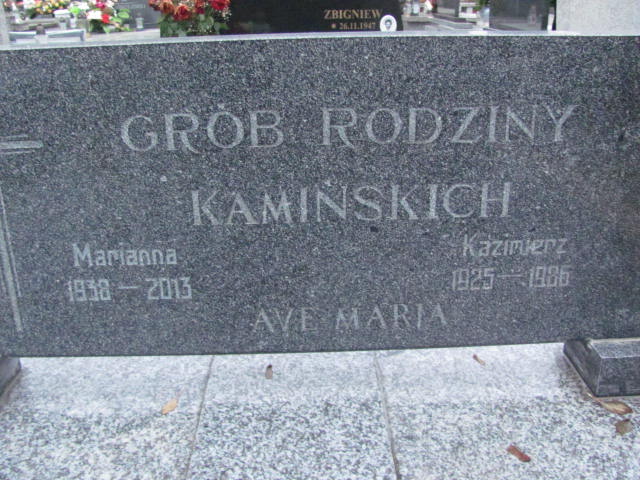 ZBIGNIEW
* 26.11.1947
GRÓB RODZINY
KAMIŃSKICH
Marianna
1938 — 2013
Kazimierz
1925 — 1986
AVE MARIA